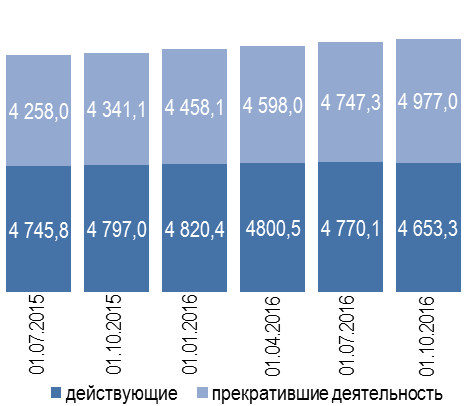 4 258,0 4 341,1 4 458,1 4 598,0 4 747,3 4 977,0
4 745,8 4 797,0 4 820,4 4800,5 4 770,1 4 653,3
01.07.2015 01.10.2015 01.01.2016 01.04.2016 01.07.2016 01.10.2016
действующие прекратившие деятельность